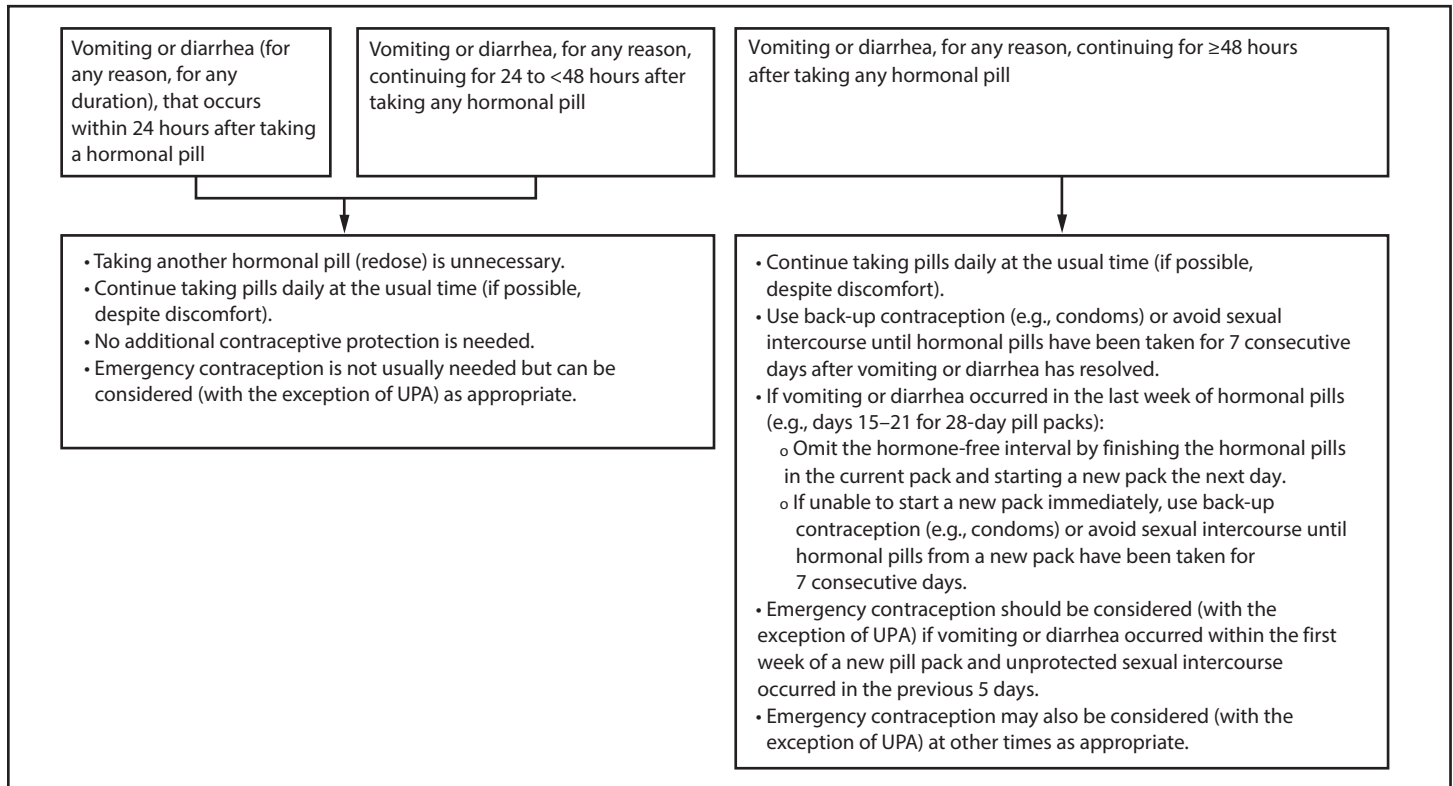 Vomiting or diarrhea (for
any reason, for any
duration), that occurs
within 24 hours after taking
a hormonal pill
Vomiting or diarrhea, for any reason,
continuing for 24 to <48 hours after
taking any hormonal pill
Vomiting or diarrhea, for any reason, continuing for ≥48 hours
after taking any hormonal pill
• Taking another hormonal pill (redose) is unnecessary.
• Continue taking pills daily at the usual time (if possible,
despite discomfort).
• No additional contraceptive protection is needed.
• Emergency contraception is not usually needed but can be
considered (with the exception of UPA) as appropriate.
• Continue taking pills daily at the usual time (if possible,
despite discomfort).
• Use back-up contraception (e.g., condoms) or avoid sexual
intercourse until hormonal pills have been taken for 7 consecutive
days after vomiting or diarrhea has resolved.
• If vomiting or diarrhea occurred in the last week of hormonal pills
(e.g., days 15–21 for 28-day pill packs):
o Omit the hormone-free interval by finishing the hormonal pills
in the current pack and starting a new pack the next day.
o If unable to start a new pack immediately, use back-up
contraception (e.g., condoms) or avoid sexual intercourse until
hormonal pills from a new pack have been taken for
7 consecutive days.
• Emergency contraception should be considered (with the
exception of UPA) if vomiting or diarrhea occurred within the first
week of a new pill pack and unprotected sexual intercourse
occurred in the previous 5 days.
• Emergency contraception may also be considered (with the
exception of UPA) at other times as appropriate.